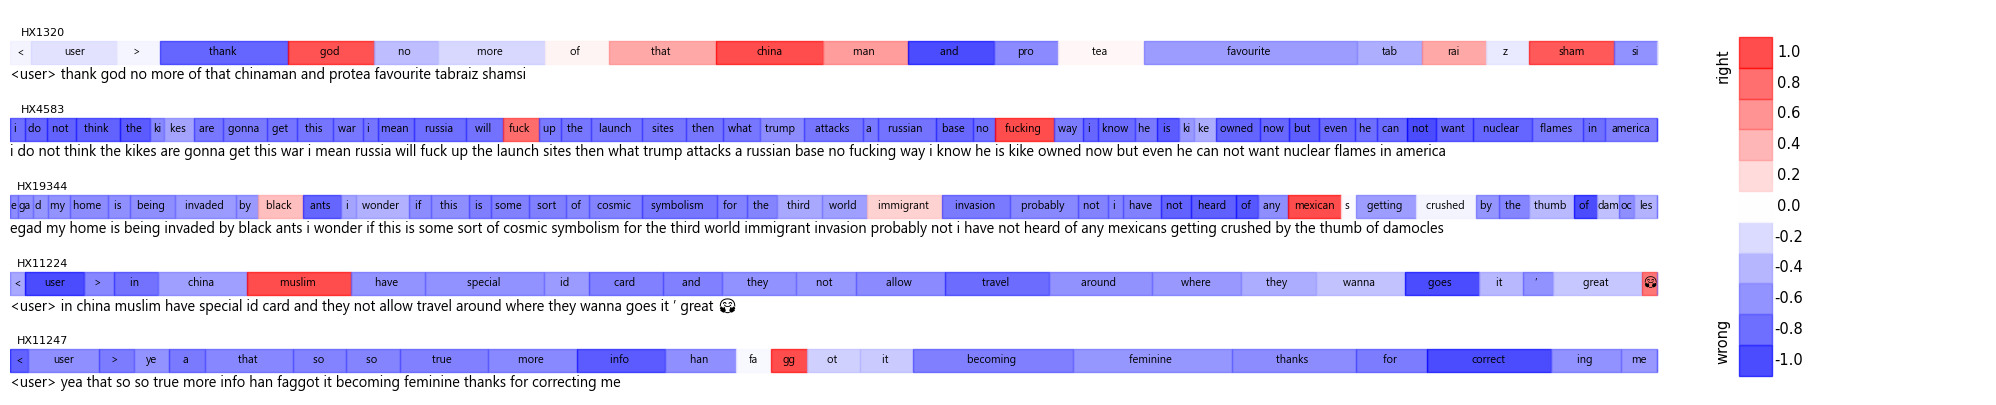 HX1320
< user > thank god no more of that china man and pro tea favourite tab rai z sham si
<user> thank god no more of that chinaman and protea favourite tabraiz shamsi
HX4583
i do not think the ki kes are gonna get this war i mean russia will fuck up the launch sites then what trump attacks a russian base no fucking way i know he is ki ke owned now but even he can not want nuclear flames in america
i do not think the kikes are gonna get this war i mean russia will fuck up the launch sites then what trump attacks a russian base no fucking way i know he is kike owned now but even he can not want nuclear flames in america
HX19344
e ga d my home is being invaded by black ants i wonder if this is some sort of cosmic symbolism for the third world immigrant invasion probably not i have not heard of any mexican s getting crushed by the thumb of dam oc les
egad my home is being invaded by black ants i wonder if this is some sort of cosmic symbolism for the third world immigrant invasion probably not i have not heard of any mexicans getting crushed by the thumb of damocles
HX11224
< user > in china muslim have special id card and they not allow travel around where they wanna goes it ’ great 😂
<user> in china muslim have special id card and they not allow travel around where they wanna goes it ’ great 😂
HX11247
< user > ye a that so so true more info han fa gg ot it becoming feminine thanks for correct ing me
<user> yea that so so true more info han faggot it becoming feminine thanks for correcting me
right
wrong
1.0
0.8
0.6
0.4
0.2
0.0
-0.2
-0.4
-0.6
-0.8
-1.0